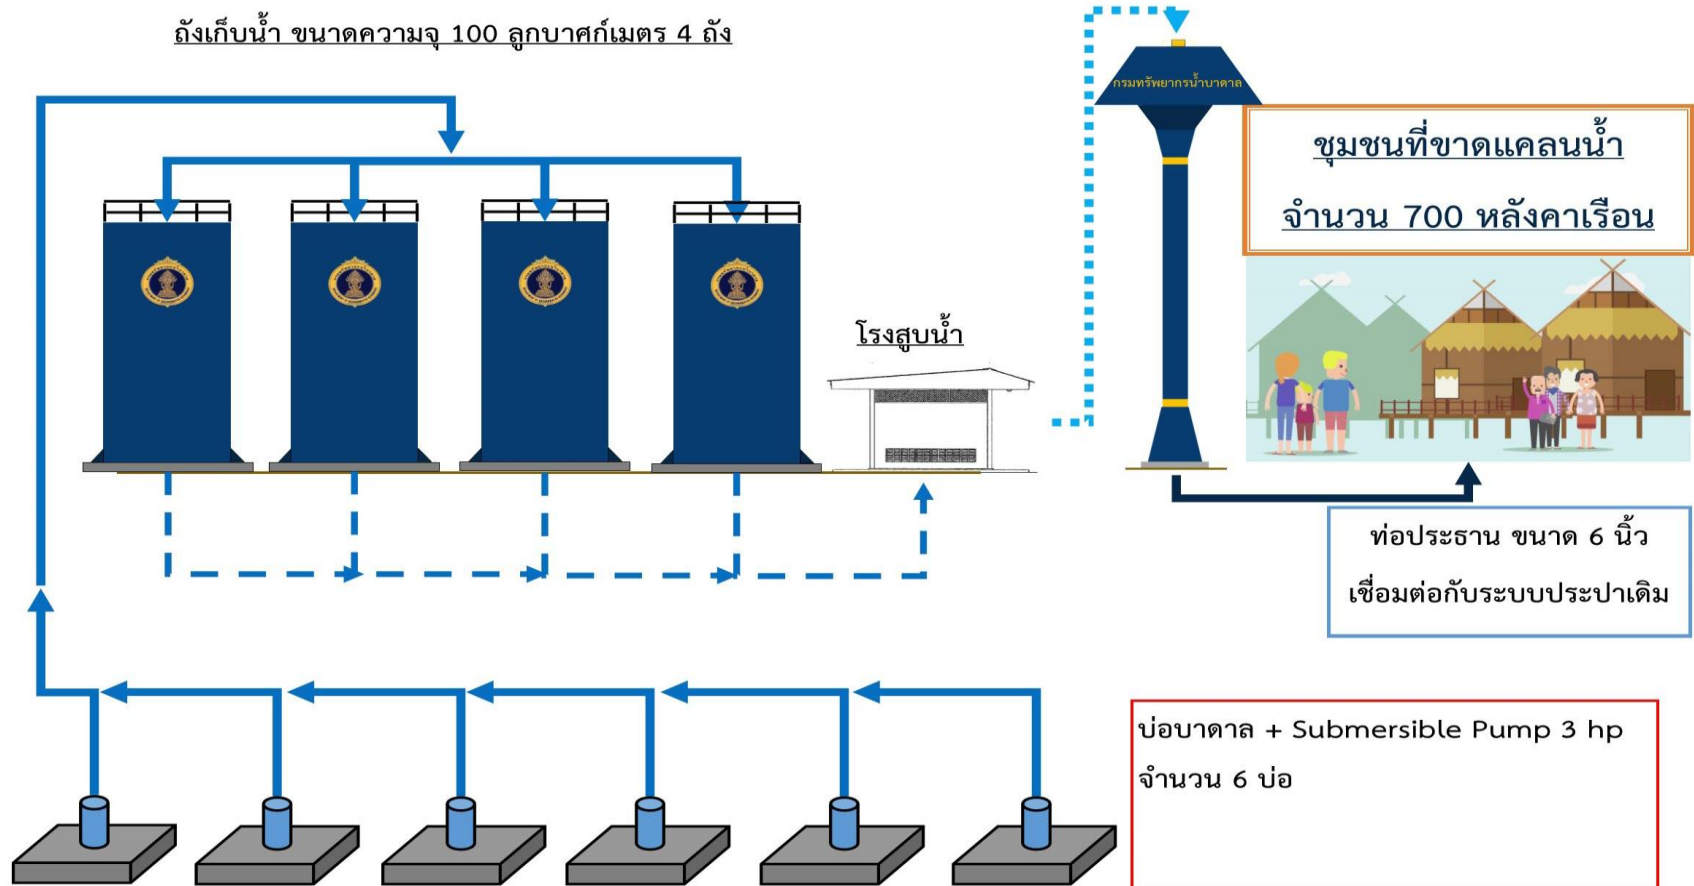 ถังเก็บน้ำ ขนาดความจุ 100 ลูกบาศก์เมตร 4 ถัง
กรมทรัพยากรน้ำบาดาล
ชุมชนที่ขาดแคลนน้ำ
จำนวน 700 หลังคาเรือน
โรงสูบน้ำ
ท่อประธาน ขนาด 6 นิ้ว
เชื่อมต่อกับระบบประปาเดิม
บ่อบาดาล + Submersible Pump 3 hp
จำนวน 6 บ่อ